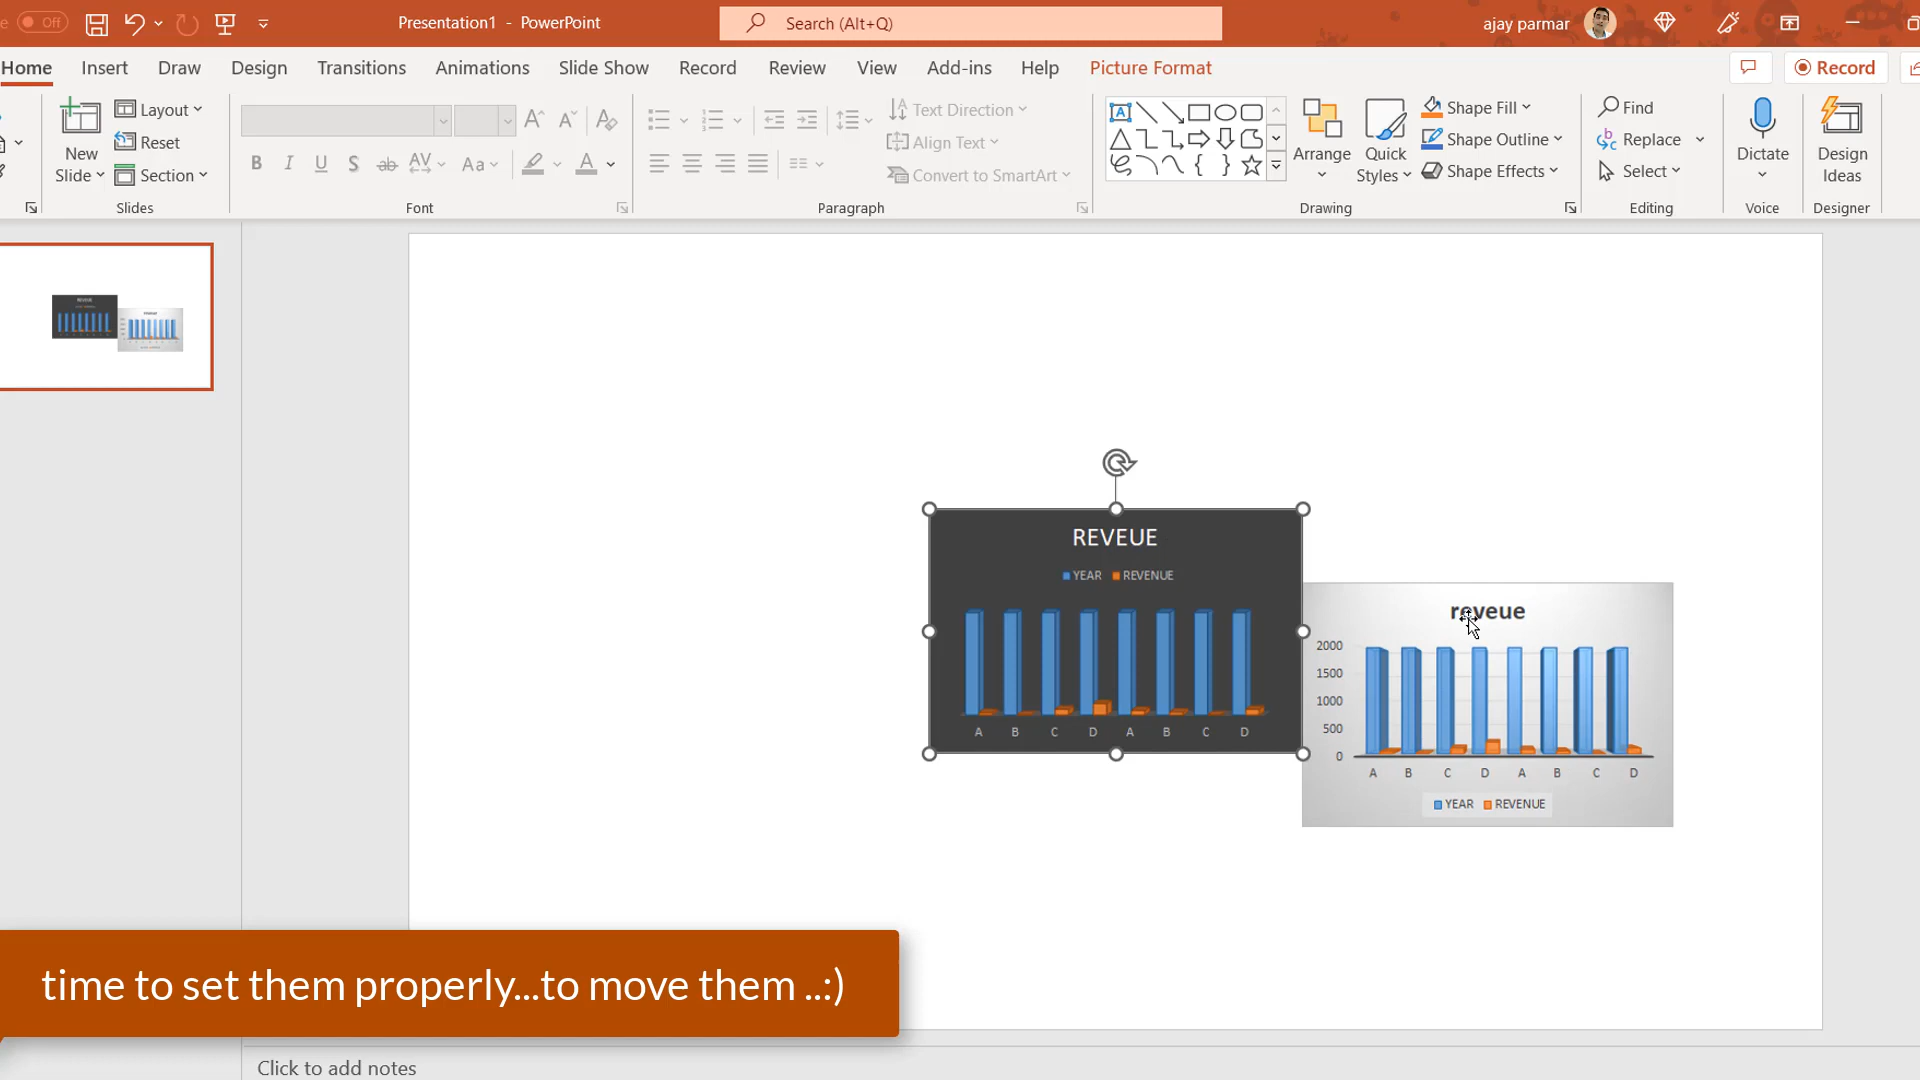 e Off Presentation1 - PowerPoint Search (Alt+Q) ajay parmar
Home Insert Draw Design Transitions Animations Slide Show Record Review View Add-ins Help Picture Format Record
New Slide Layout Reset Section
Slides
B I U S ab AV Aa A
Font
Text Direction
Align Text
Convert to SmartArt
Paragraph
Arrange
Quick Styles
Shape Fill
Shape Outline
Shape Effects
Drawing
Find
Replace
Select
Editing
Dictate
Voice
Design Ideas
Designer
REVEUE
YEAR REVENUE
A B C D A B C D
reveue
2000
1500
1000
500
0
A B C D A B C D
YEAR REVENUE
time to set them properly...to move them ..:)
Click to add notes